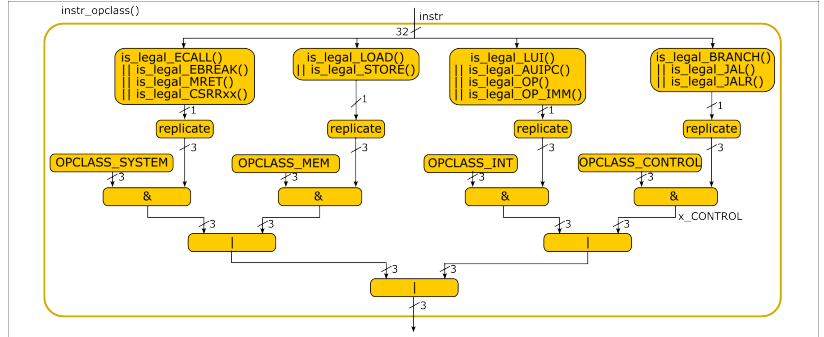 instr_opclass()
instr
32
is_legal_ECALL()
|| is_legal_EBREAK()
|| is_legal_MRET()
|| is_legal_CSRRxx()
is_legal_LOAD()
|| is_legal_STORE()
is_legal_LUI()
|| is_legal_AUIPC()
|| is_legal_OP()
|| is_legal_OP_IMM()
is_legal_BRANCH()
|| is_legal_JAL()
|| is_legal_JALR()
1
1
1
1
replicate
replicate
replicate
replicate
3
3
3
3
OPCLASS_SYSTEM
OPCLASS_MEM
OPCLASS_INT
OPCLASS_CONTROL
3
3
3
3
&
&
&
&
x_CONTROL
3
3
3
3
|
|
3
3
|
3